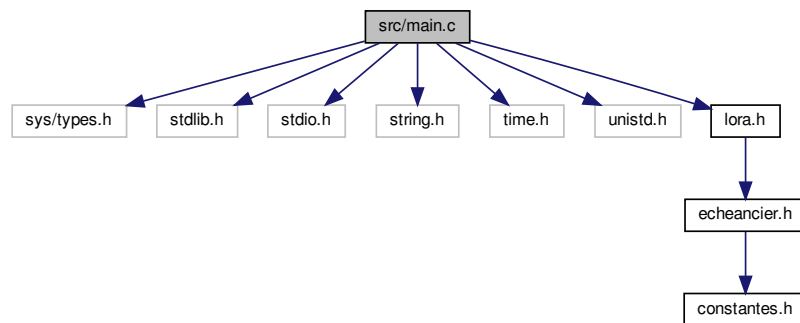 src/main.c
sys/types.h
stdlib.h
stdio.h
string.h
time.h
unistd.h
lora.h
echeancier.h
constantes.h